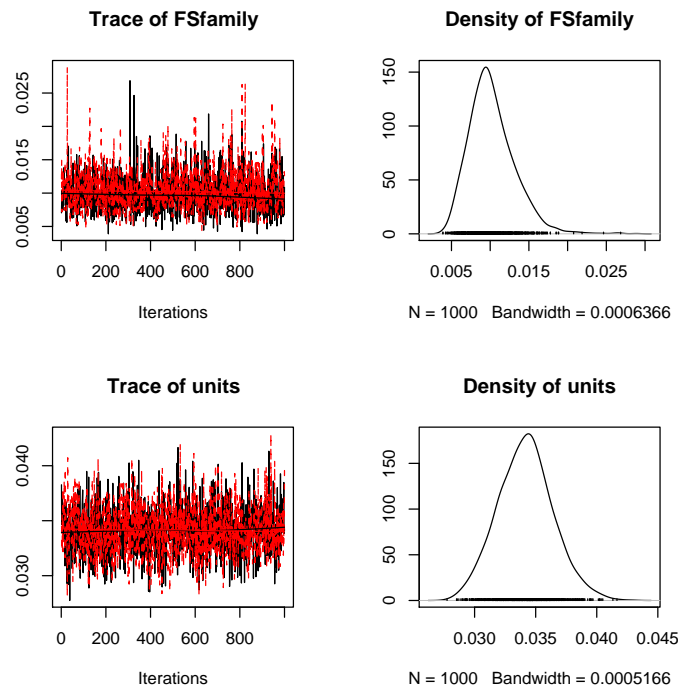 Trace of FSfamily
0.005 0.015 0.025
0 200 400 600 800
Iterations
Density of FSfamily
0 50 100 150
0.005 0.015 0.025
N = 1000 Bandwidth = 0.0006366
Trace of units
0.030 0.040
0 200 400 600 800
Iterations
Density of units
0 50 100 150
0.030 0.035 0.040 0.045
N = 1000 Bandwidth = 0.0005166